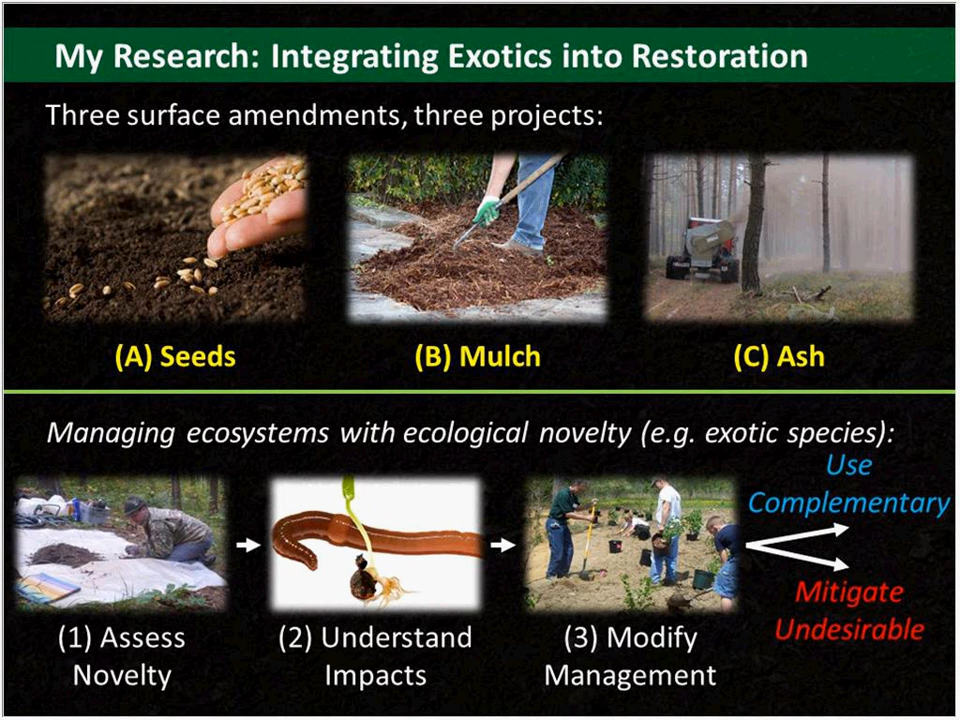 My Research: Integrating Exotics into Restoration
Three surface amendments, three projects:
(A) Seeds
(B) Mulch
(C) Ash
Managing ecosystems with ecological novelty (e.g. exotic species):
Use
Complementary
Mitigate
Undesirable
(1) Assess
Novelty
(2) Understand
Impacts
(3) Modify
Management